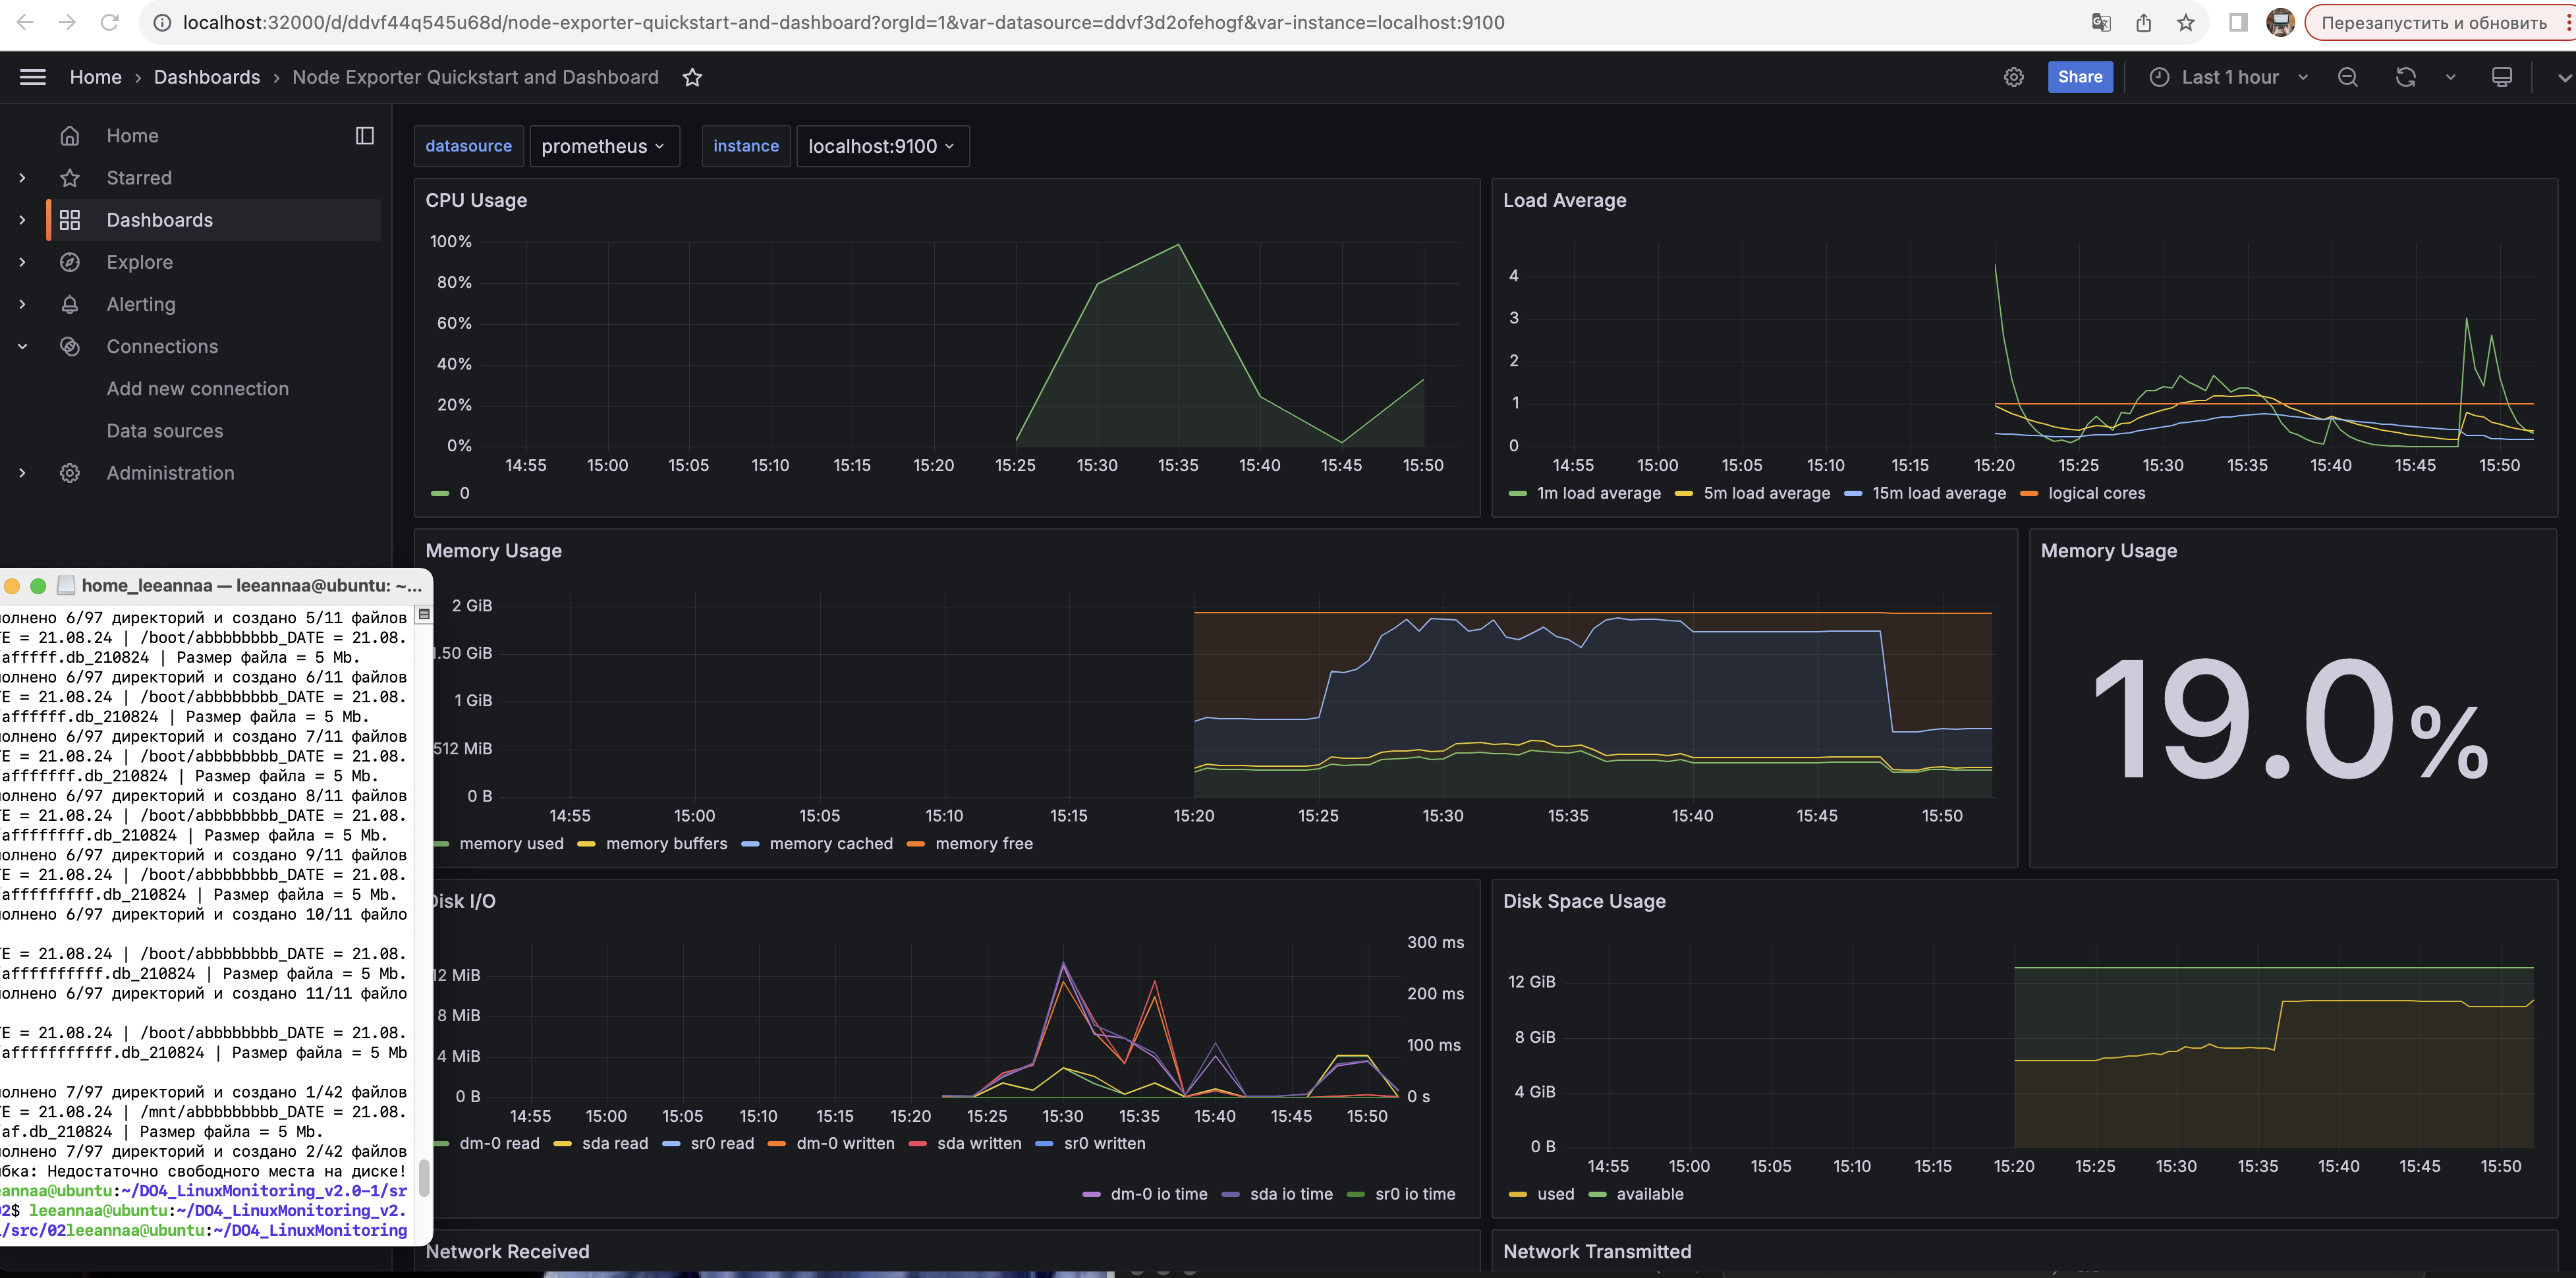 localhost:32000/d/ddvf44q545u68d/node-exporter-quickstart-and-dashboard?orgId=1&var-datasource=ddvf3d2ofehogf&var-instance=localhost:9100
Перезапустить и обновить
Home › Dashboards › Node Exporter Quickstart and Dashboard
Share
Last 1 hour
Home
Starred
Dashboards
Explore
Alerting
Connections
Add new connection
Data sources
Administration
datasource prometheus instance localhost:9100
CPU Usage
100%
80%
60%
40%
20%
0%
14:55 15:00 15:05 15:10 15:15 15:20 15:25 15:30 15:35 15:40 15:45 15:50
0
Load Average
4
3
2
1
0
14:55 15:00 15:05 15:10 15:15 15:20 15:25 15:30 15:35 15:40 15:45 15:50
1m load average 5m load average 15m load average logical cores
Memory Usage
2 GiB
1.50 GiB
1 GiB
512 MiB
0 B
14:55 15:00 15:05 15:10 15:15 15:20 15:25 15:30 15:35 15:40 15:45 15:50
memory used memory buffers memory cached memory free
Memory Usage
19.0%
home_leeannaa — leeannaa@ubuntu: ~...
олнено 6/97 директорий и создано 5/11 файлов
E = 21.08.24 | /boot/abbbbbbbb_DATE = 21.08.
afffff.db_210824 | Размер файла = 5 Mb.
олнено 6/97 директорий и создано 6/11 файлов
E = 21.08.24 | /boot/abbbbbbbb_DATE = 21.08.
affffff.db_210824 | Размер файла = 5 Mb.
олнено 6/97 директорий и создано 7/11 файлов
E = 21.08.24 | /boot/abbbbbbbb_DATE = 21.08.
afffffff.db_210824 | Размер файла = 5 Mb.
олнено 6/97 директорий и создано 8/11 файлов
E = 21.08.24 | /boot/abbbbbbbb_DATE = 21.08.
affffffff.db_210824 | Размер файла = 5 Mb.
олнено 6/97 директорий и создано 9/11 файлов
E = 21.08.24 | /boot/abbbbbbbb_DATE = 21.08.
afffffffff.db_210824 | Размер файла = 5 Mb.
олнено 6/97 директорий и создано 10/11 файло
E = 21.08.24 | /boot/abbbbbbbb_DATE = 21.08.
affffffffff.db_210824 | Размер файла = 5 Mb.
олнено 6/97 директорий и создано 11/11 файло
E = 21.08.24 | /boot/abbbbbbbb_DATE = 21.08.
afffffffffff.db_210824 | Размер файла = 5 Mb
олнено 7/97 директорий и создано 1/42 файлов
E = 21.08.24 | /mnt/abbbbbbbbb_DATE = 21.08.
af.db_210824 | Размер файла = 5 Mb.
олнено 7/97 директорий и создано 2/42 файлов
бка: Недостаточно свободного места на диске!
eannaa@ubuntu:~/DO4_LinuxMonitoring_v2.0-1/sr
02$ leeannaa@ubuntu:~/DO4_LinuxMonitoring_v2.
/src/02leeannaa@ubuntu:~/DO4_LinuxMonitoring
Disk I/O
12 MiB
8 MiB
4 MiB
0 B
300 ms
200 ms
100 ms
0 s
14:55 15:00 15:05 15:10 15:15 15:20 15:25 15:30 15:35 15:40 15:45 15:50
dm-0 read sda read sr0 read dm-0 written sda written sr0 written
dm-0 io time sda io time sr0 io time
Disk Space Usage
12 GiB
8 GiB
4 GiB
0 B
14:55 15:00 15:05 15:10 15:15 15:20 15:25 15:30 15:35 15:40 15:45 15:50
used available
Network Received
Network Transmitted